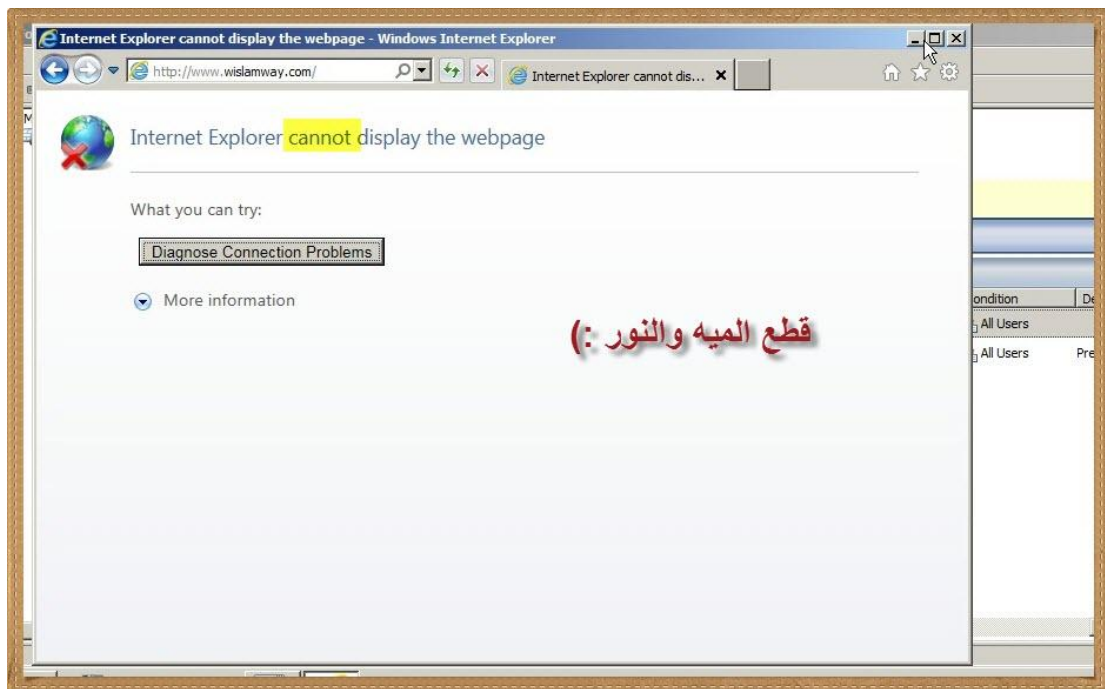 Internet Explorer cannot display the webpage - Windows Internet Explorer
http://www.wislamway.com/
Internet Explorer cannot dis...
Internet Explorer cannot display the webpage
What you can try:
Diagnose Connection Problems
More information
قطع الميه والنور :)
ondition De
All Users
All Users Pre